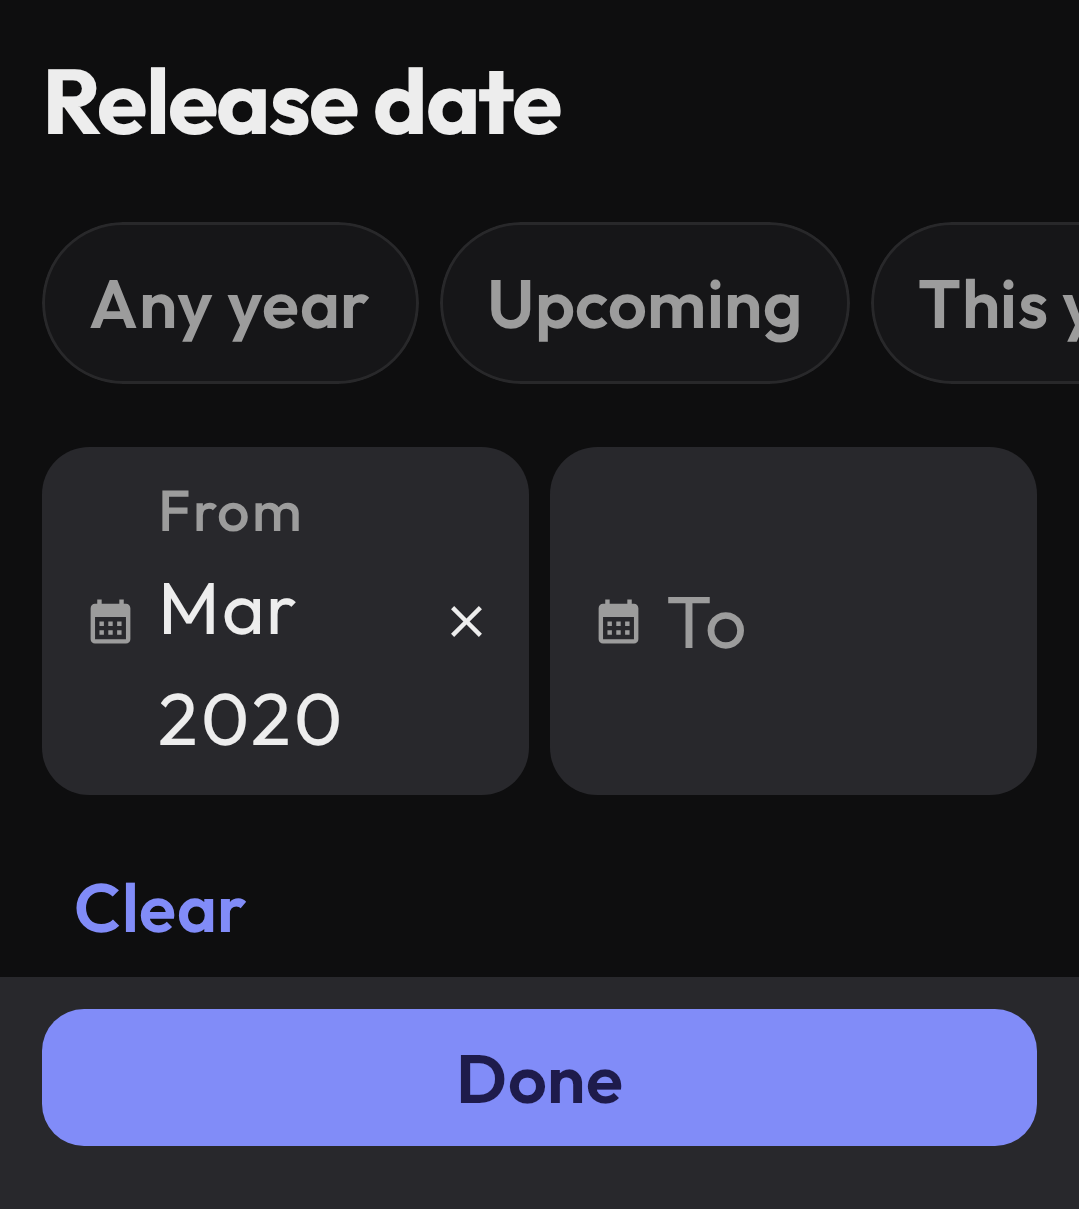 Release date
Any year
Upcoming
This y
From
Mar
2020
To
Clear
Done